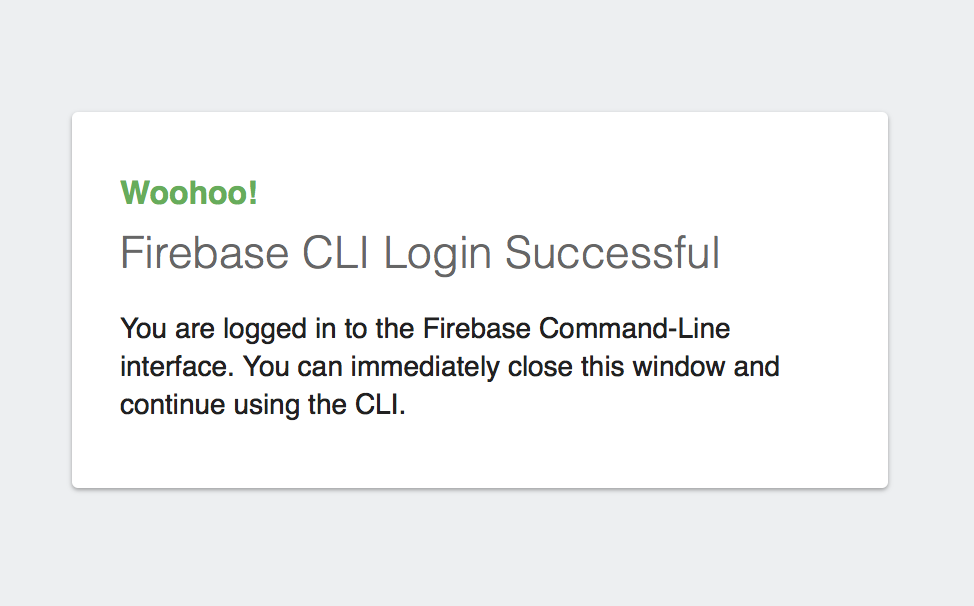 Woohoo!
Firebase CLI Login Successful
You are logged in to the Firebase Command-Line
interface. You can immediately close this window and
continue using the CLI.